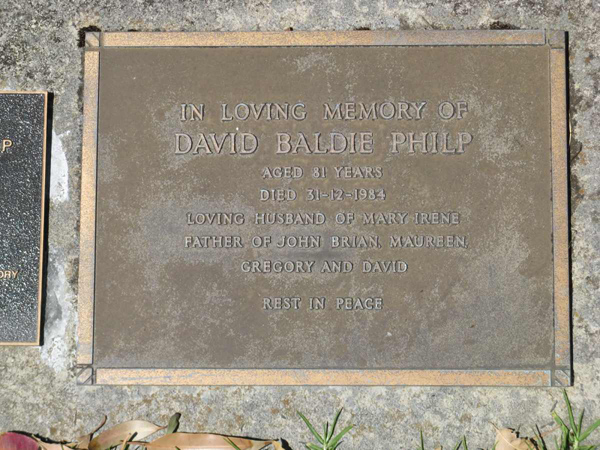 IN LOVING MEMORY OF
DAVID BALDIE PHILP
AGED 81 YEARS
DIED 31-12-1984
LOVING HUSBAND OF MARY IRENE
FATHER OF JOHN BRIAN, MAUREEN,
GREGORY AND DAVID
REST IN PEACE
P
ORY